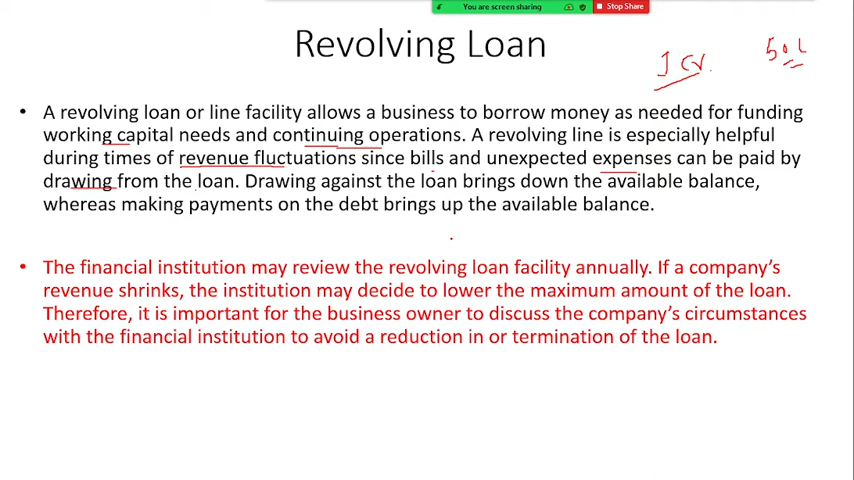 You are screen sharing
Stop Share
Revolving Loan
1 Cr.
50 L
• A revolving loan or line facility allows a business to borrow money as needed for funding
working capital needs and continuing operations. A revolving line is especially helpful
during times of revenue fluctuations since bills and unexpected expenses can be paid by
drawing from the loan. Drawing against the loan brings down the available balance,
whereas making payments on the debt brings up the available balance.
• The financial institution may review the revolving loan facility annually. If a company's
revenue shrinks, the institution may decide to lower the maximum amount of the loan.
Therefore, it is important for the business owner to discuss the company's circumstances
with the financial institution to avoid a reduction in or termination of the loan.